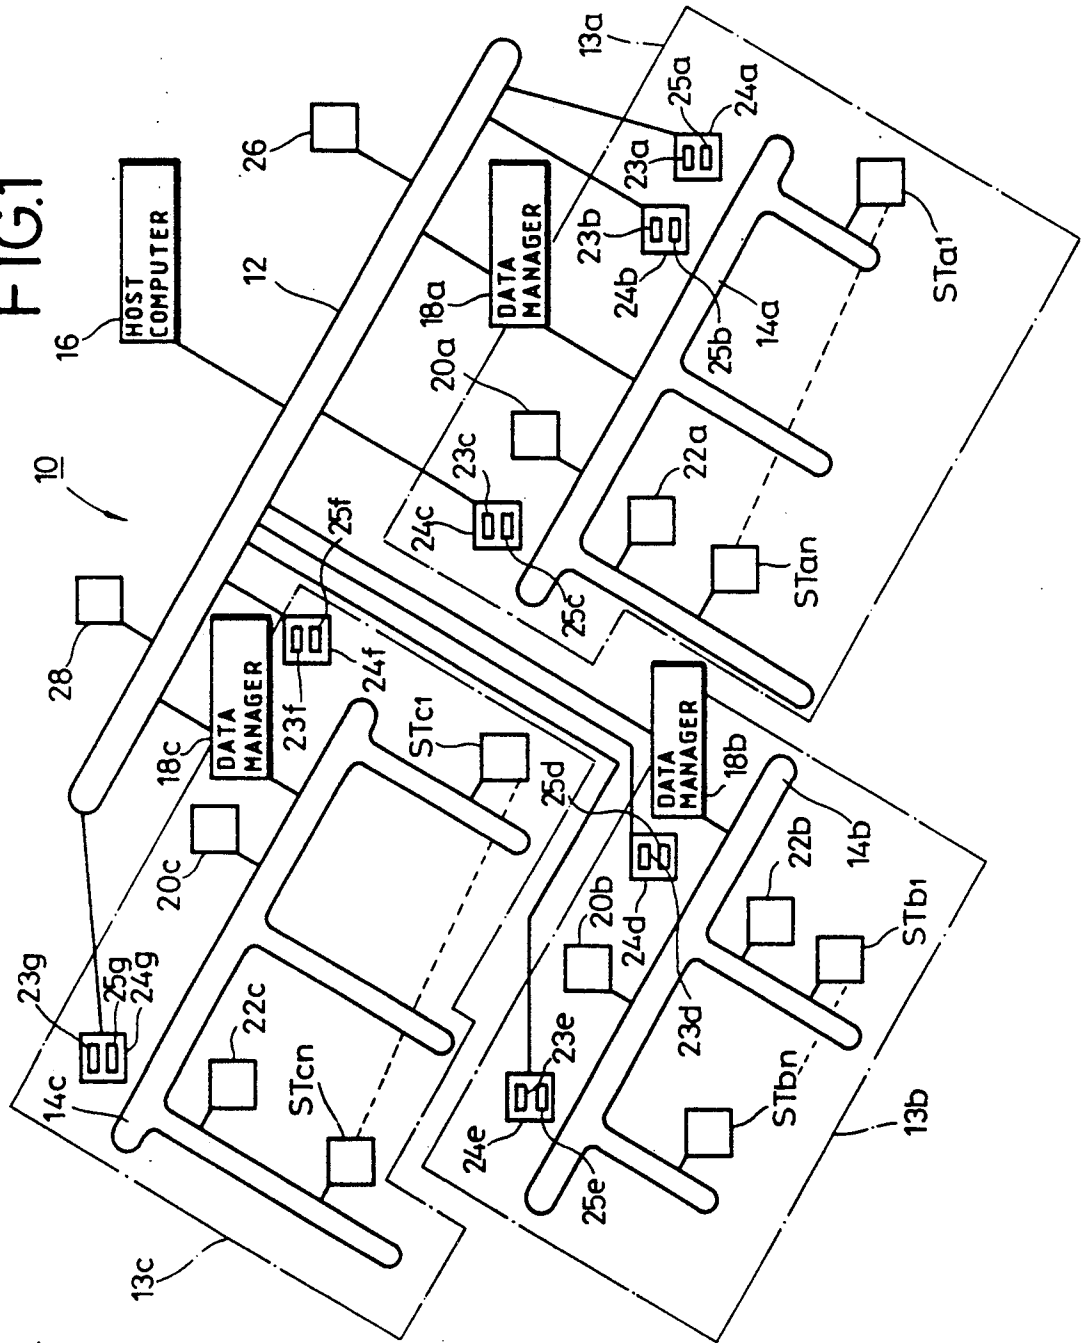 FIG.1
10
16
HOST
COMPUTER
26
28
12
13a
18a
DATA
MANAGER
20a
23a
25a
24a
23b
24b
25b
14a
STa1
22a
STan
24c
23c
25c
18c
DATA
MANAGER
20c
23f
25f
24f
STc1
23g
25g
24g
14c
22c
STcn
13c
18b
DATA
MANAGER
25d
24d
23d
20b
23e
24e
25e
14b
22b
STb1
STbn
13b